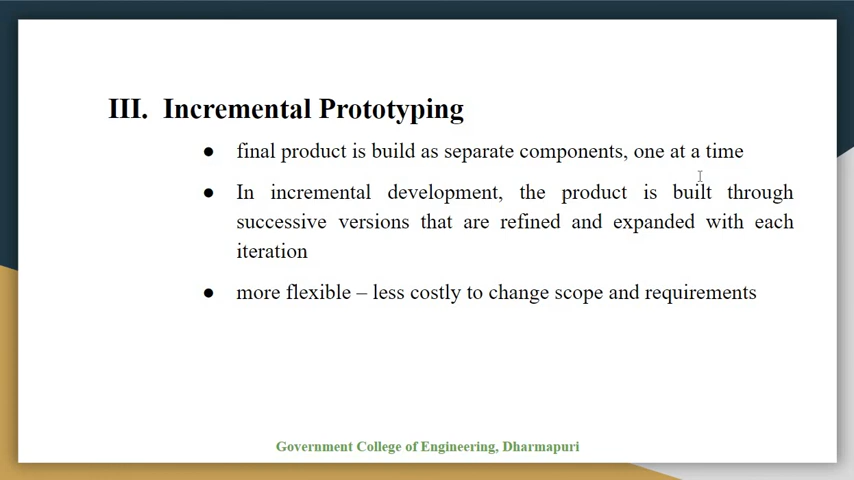 III. Incremental Prototyping
● final product is build as separate components, one at a time
● In incremental development, the product is built through
successive versions that are refined and expanded with each
iteration
● more flexible – less costly to change scope and requirements
Government College of Engineering, Dharmapuri